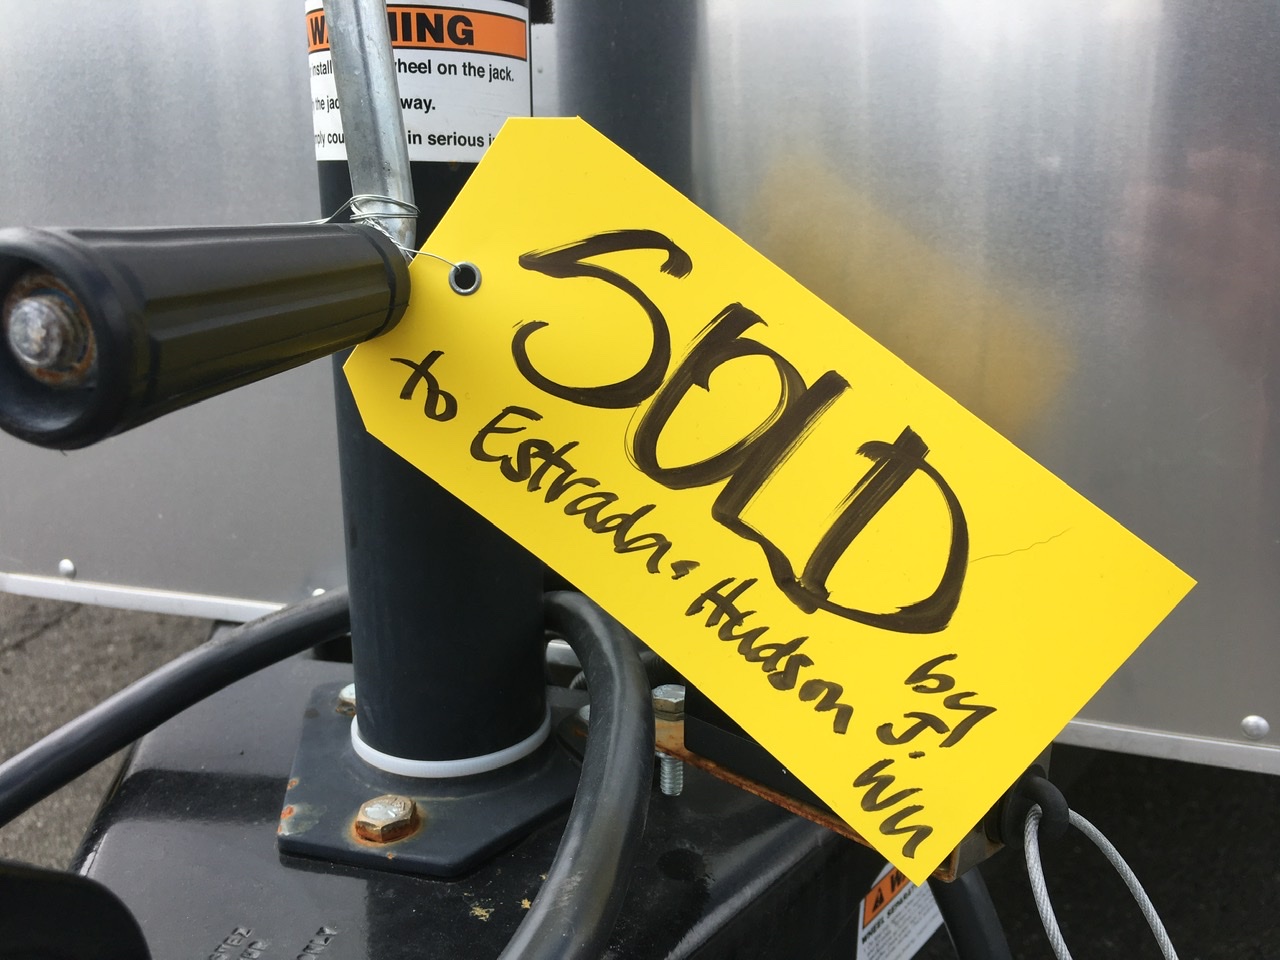 WARNING
install wheel on the jack.
the jack way.
in serious
SOLD
to Estrada, Hudson
by
J. Wu